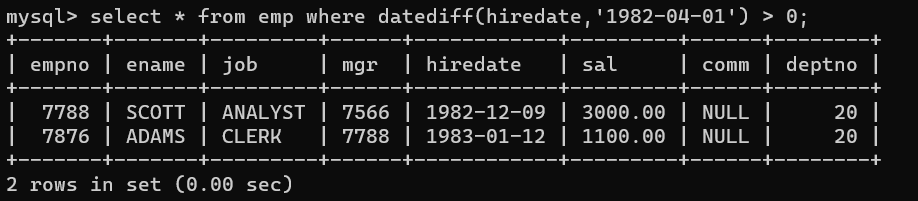 mysql> select * from emp where datediff(hiredate,'1982-04-01') > 0;
+-------+-------+---------+------+------------+---------+------+--------+
| empno | ename | job     | mgr  | hiredate   | sal     | comm | deptno |
+-------+-------+---------+------+------------+---------+------+--------+
|  7788 | SCOTT | ANALYST | 7566 | 1982-12-09 | 3000.00 | NULL |     20 |
|  7876 | ADAMS | CLERK   | 7788 | 1983-01-12 | 1100.00 | NULL |     20 |
+-------+-------+---------+------+------------+---------+------+--------+
2 rows in set (0.00 sec)